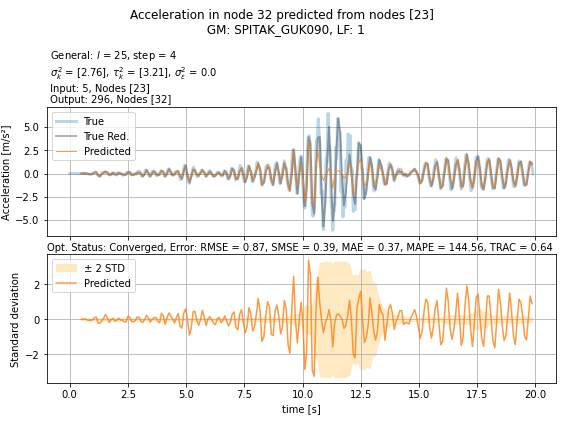 Acceleration in node 32 predicted from nodes [23]
GM: SPITAK_GUK090, LF: 1
General: l = 25, step = 4
σ²ₖ = [2.76], τ²ₖ = [3.21], σ²ε = 0.0
Input: 5, Nodes [23]
Output: 296, Nodes [32]
True
True Red.
Predicted
Acceleration [m/s²]
5.0
2.5
0.0
−2.5
−5.0
Opt. Status: Converged, Error: RMSE = 0.87, SMSE = 0.39, MAE = 0.37, MAPE = 144.56, TRAC = 0.64
± 2 STD
Predicted
Standard deviation
2
0
−2
0.0 2.5 5.0 7.5 10.0 12.5 15.0 17.5 20.0
time [s]